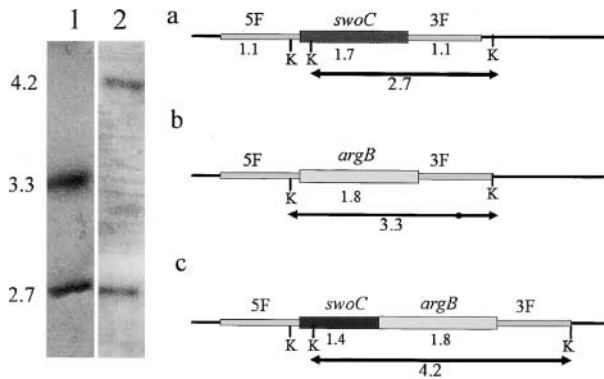 1 2
4.2
3.3
2.7
a
5F swoC 3F
1.1 K K 1.7 1.1 K
2.7
b
5F argB 3F
K 1.8 K
3.3
c
5F swoC argB 3F
K K 1.4 1.8 K
4.2